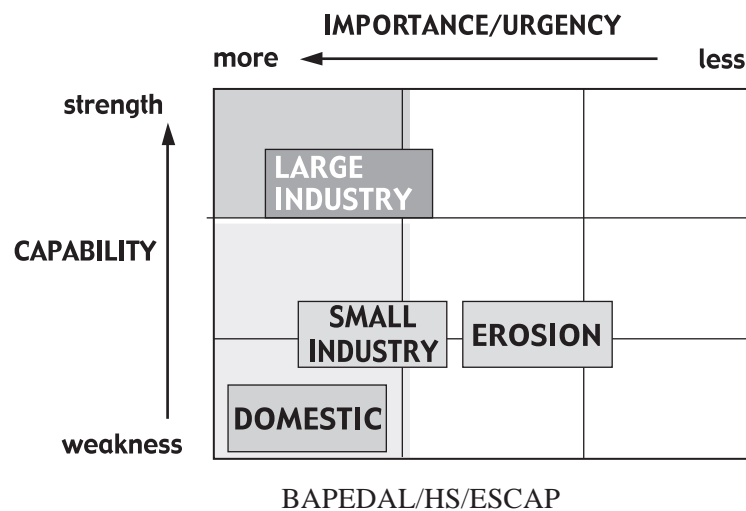 IMPORTANCE/URGENCY
more
less
strength
LARGE
INDUSTRY
CAPABILITY
SMALL
INDUSTRY
EROSION
DOMESTIC
weakness
BAPEDAL/HS/ESCAP